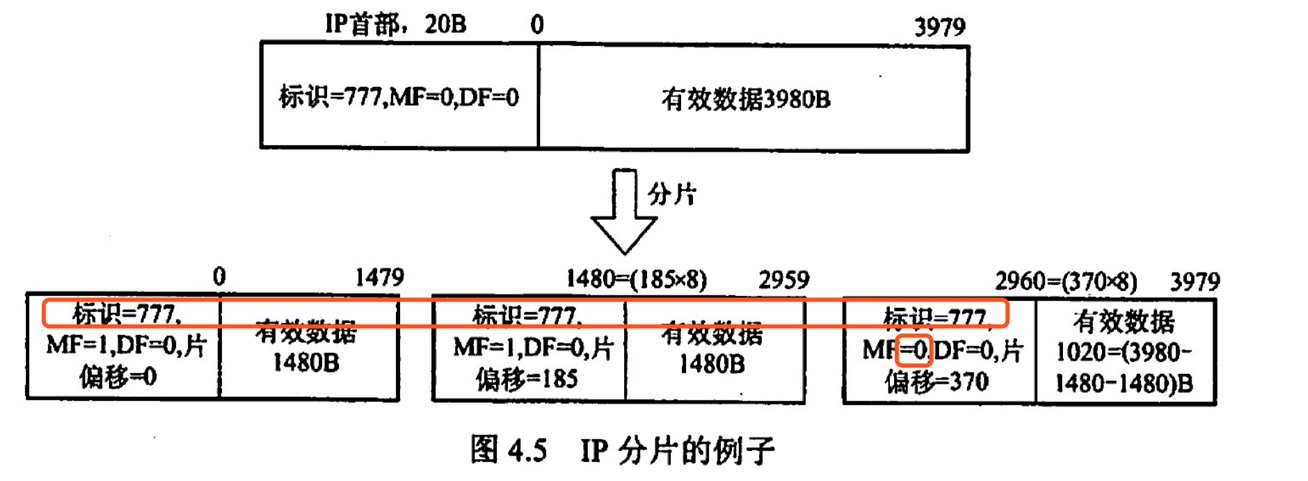 IP首部，20B 0 3979
标识=777,MF=0,DF=0 有效数据3980B
分片
0 1479
标识=777,
MF=1,DF=0,片
偏移=0
有效数据
1480B
1480=(185×8) 2959
标识=777,
MF=1,DF=0,片
偏移=185
有效数据
1480B
2960=(370×8) 3979
标识=777,
MF=0,DF=0,片
偏移=370
有效数据
1020=(3980-
1480-1480)B
图 4.5 IP 分片的例子